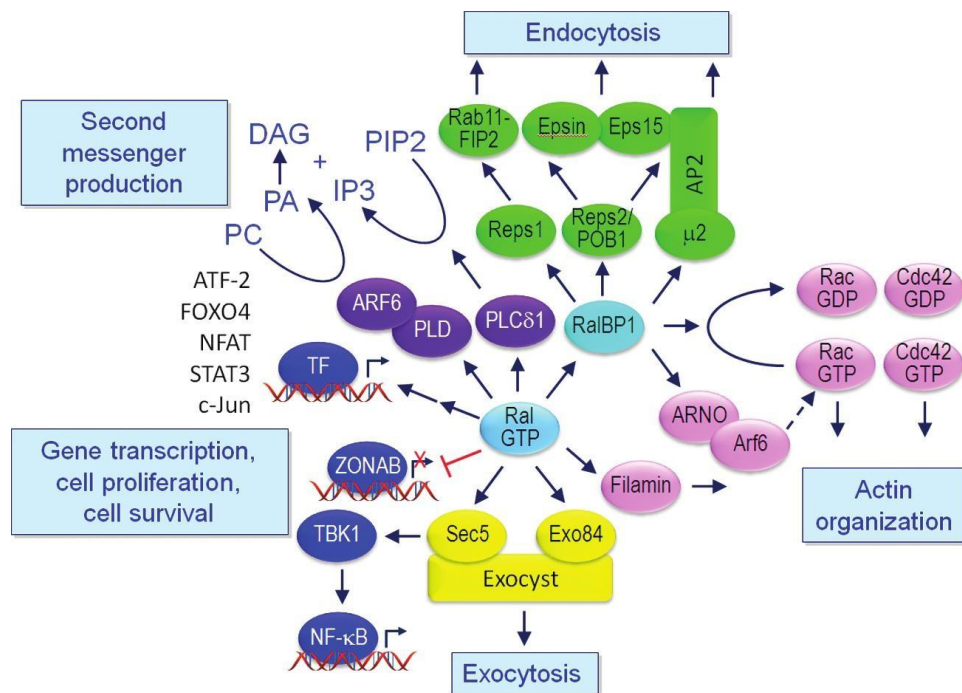 Endocytosis
Second
messenger
production
DAG
+
PA
IP3
PIP2
PC
Rab11-
FIP2
Epsin
Eps15
AP2
Reps1
Reps2/
POB1
μ2
ATF-2
FOXO4
NFAT
STAT3
c-Jun
ARF6
PLD
PLCδ1
RalBP1
Rac
GDP
Cdc42
GDP
Rac
GTP
Cdc42
GTP
TF
Ral
GTP
ARNO
Arf6
Gene transcription,
cell proliferation,
cell survival
ZONAB
x
Filamin
Actin
organization
TBK1
Sec5
Exo84
Exocyst
NF-κB
Exocytosis